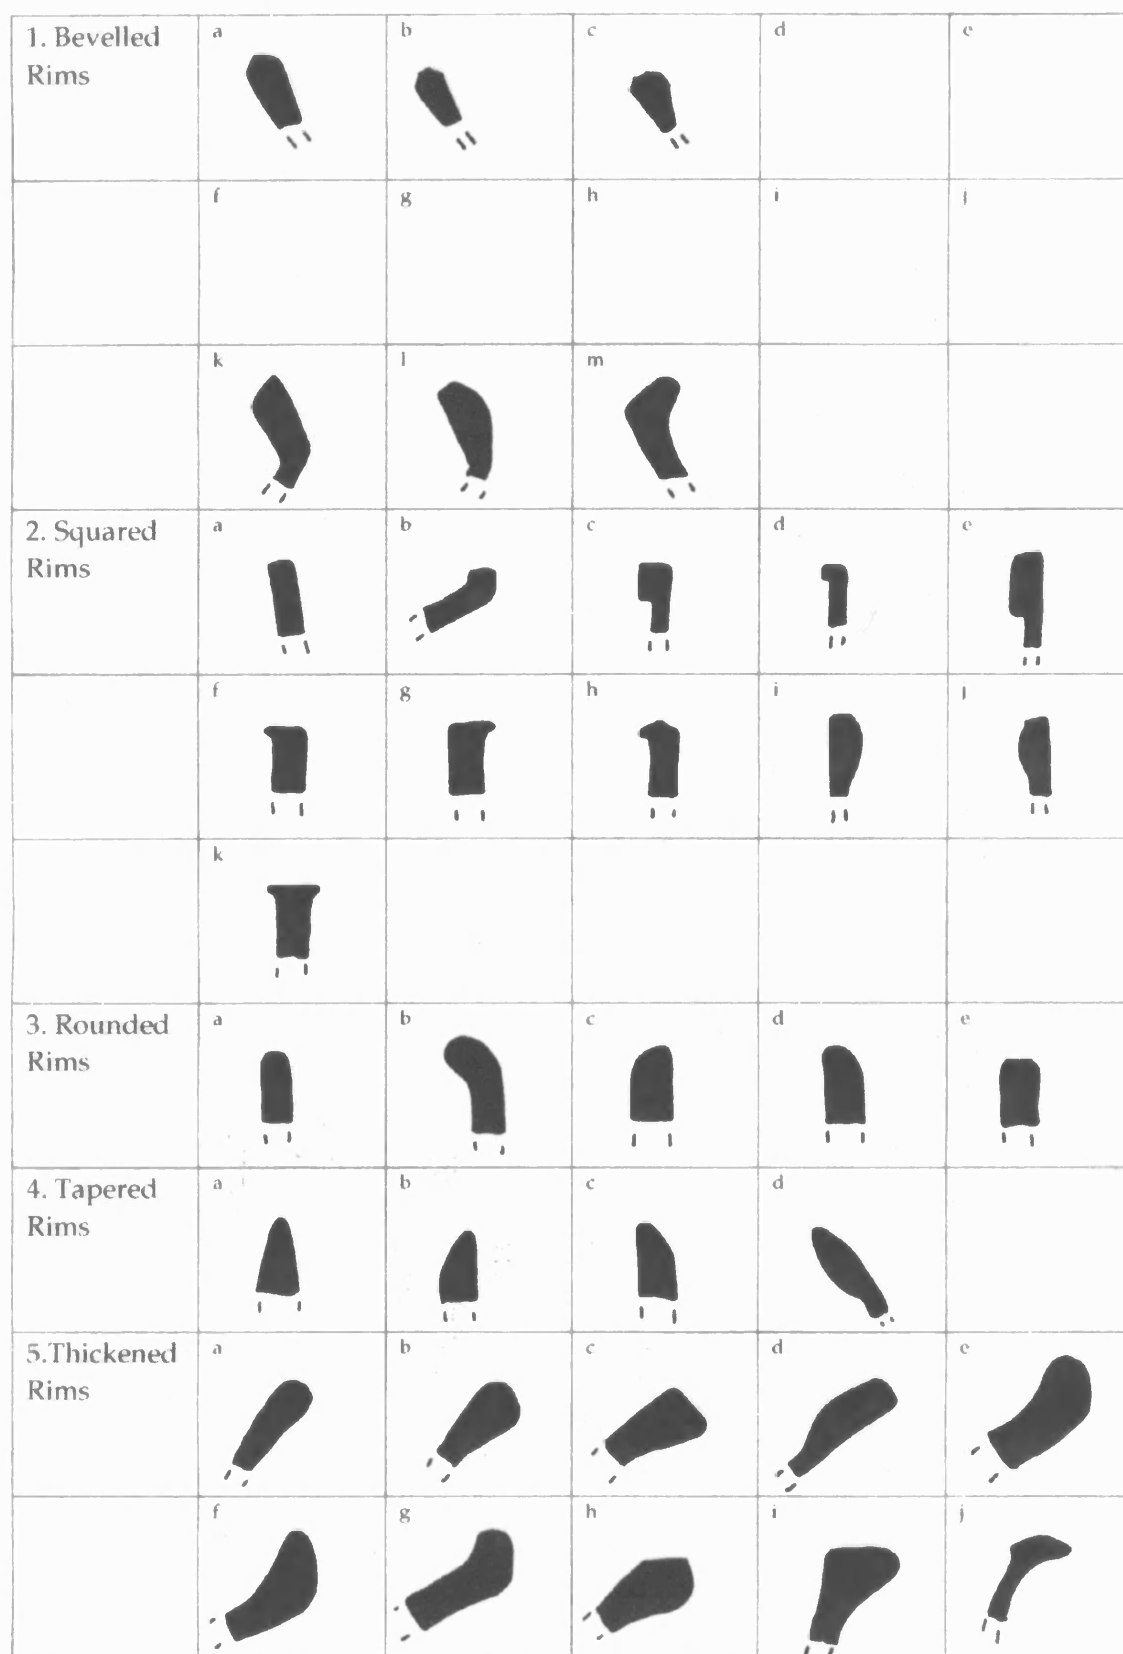 1. Bevelled a b c d e
Rims
f g h i j
k l m
2. Squared a b c d e
Rims
f g h i j
k
3. Rounded a b c d e
Rims
4. Tapered a b c d
Rims
5.Thickened a b c d e
Rims
f g h i j